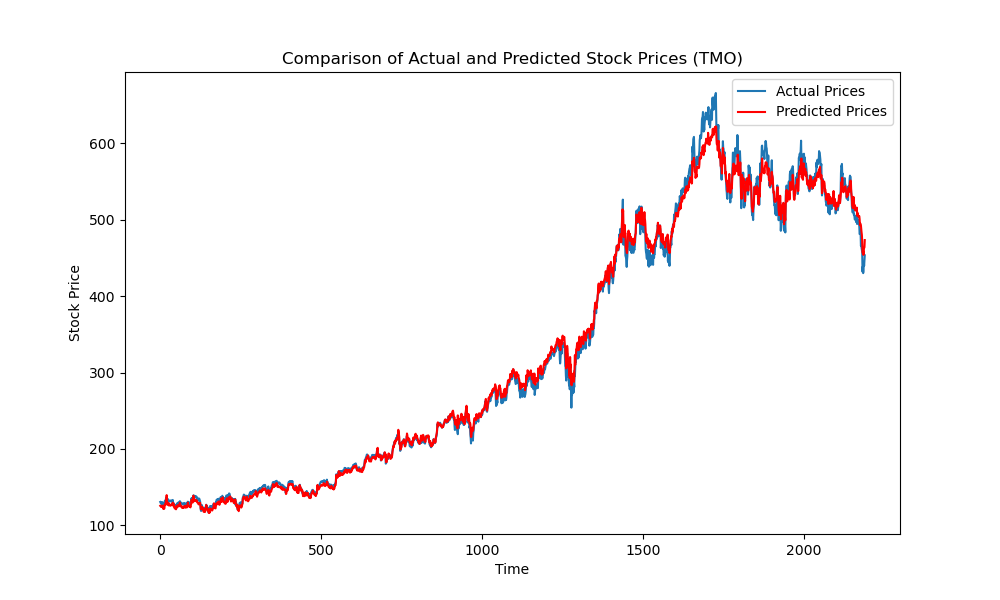 Comparison of Actual and Predicted Stock Prices (TMO)
Actual Prices
Predicted Prices
Stock Price
600
500
400
300
200
100
0
500
1000
1500
2000
Time